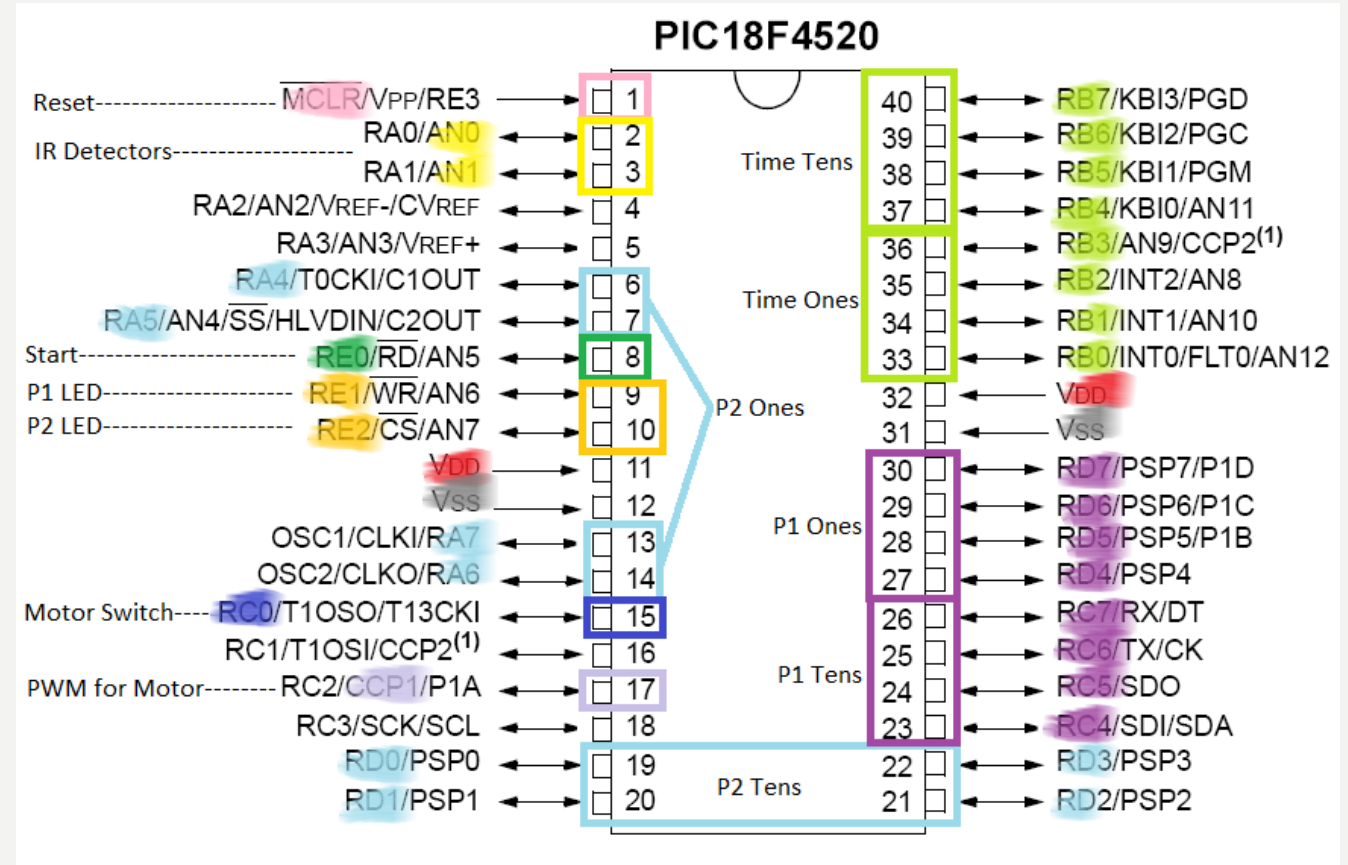 PIC18F4520
Reset-------------------- MCLR/VPP/RE3 1
RA0/AN0 2
IR Detectors--------------------
RA1/AN1 3
RA2/AN2/VREF-/CVREF 4
RA3/AN3/VREF+ 5
RA4/T0CKI/C1OUT 6
RA5/AN4/SS/HLVDIN/C2OUT 7
Start------------------------ RE0/RD/AN5 8
P1 LED--------------------- RE1/WR/AN6 9
P2 LED--------------------- RE2/CS/AN7 10
VDD 11
VSS 12
OSC1/CLKI/RA7 13
OSC2/CLKO/RA6 14
Motor Switch---- RC0/T1OSO/T13CKI 15
RC1/T1OSI/CCP2(1) 16
PWM for Motor-------- RC2/CCP1/P1A 17
RC3/SCK/SCL 18
RD0/PSP0 19
RD1/PSP1 20
P2 Ones
Time Tens
Time Ones
P1 Ones
P1 Tens
P2 Tens
40 RB7/KBI3/PGD
39 RB6/KBI2/PGC
38 RB5/KBI1/PGM
37 RB4/KBI0/AN11
36 RB3/AN9/CCP2(1)
35 RB2/INT2/AN8
34 RB1/INT1/AN10
33 RB0/INT0/FLT0/AN12
32 VDD
31 VSS
30 RD7/PSP7/P1D
29 RD6/PSP6/P1C
28 RD5/PSP5/P1B
27 RD4/PSP4
26 RC7/RX/DT
25 RC6/TX/CK
24 RC5/SDO
23 RC4/SDI/SDA
22 RD3/PSP3
21 RD2/PSP2